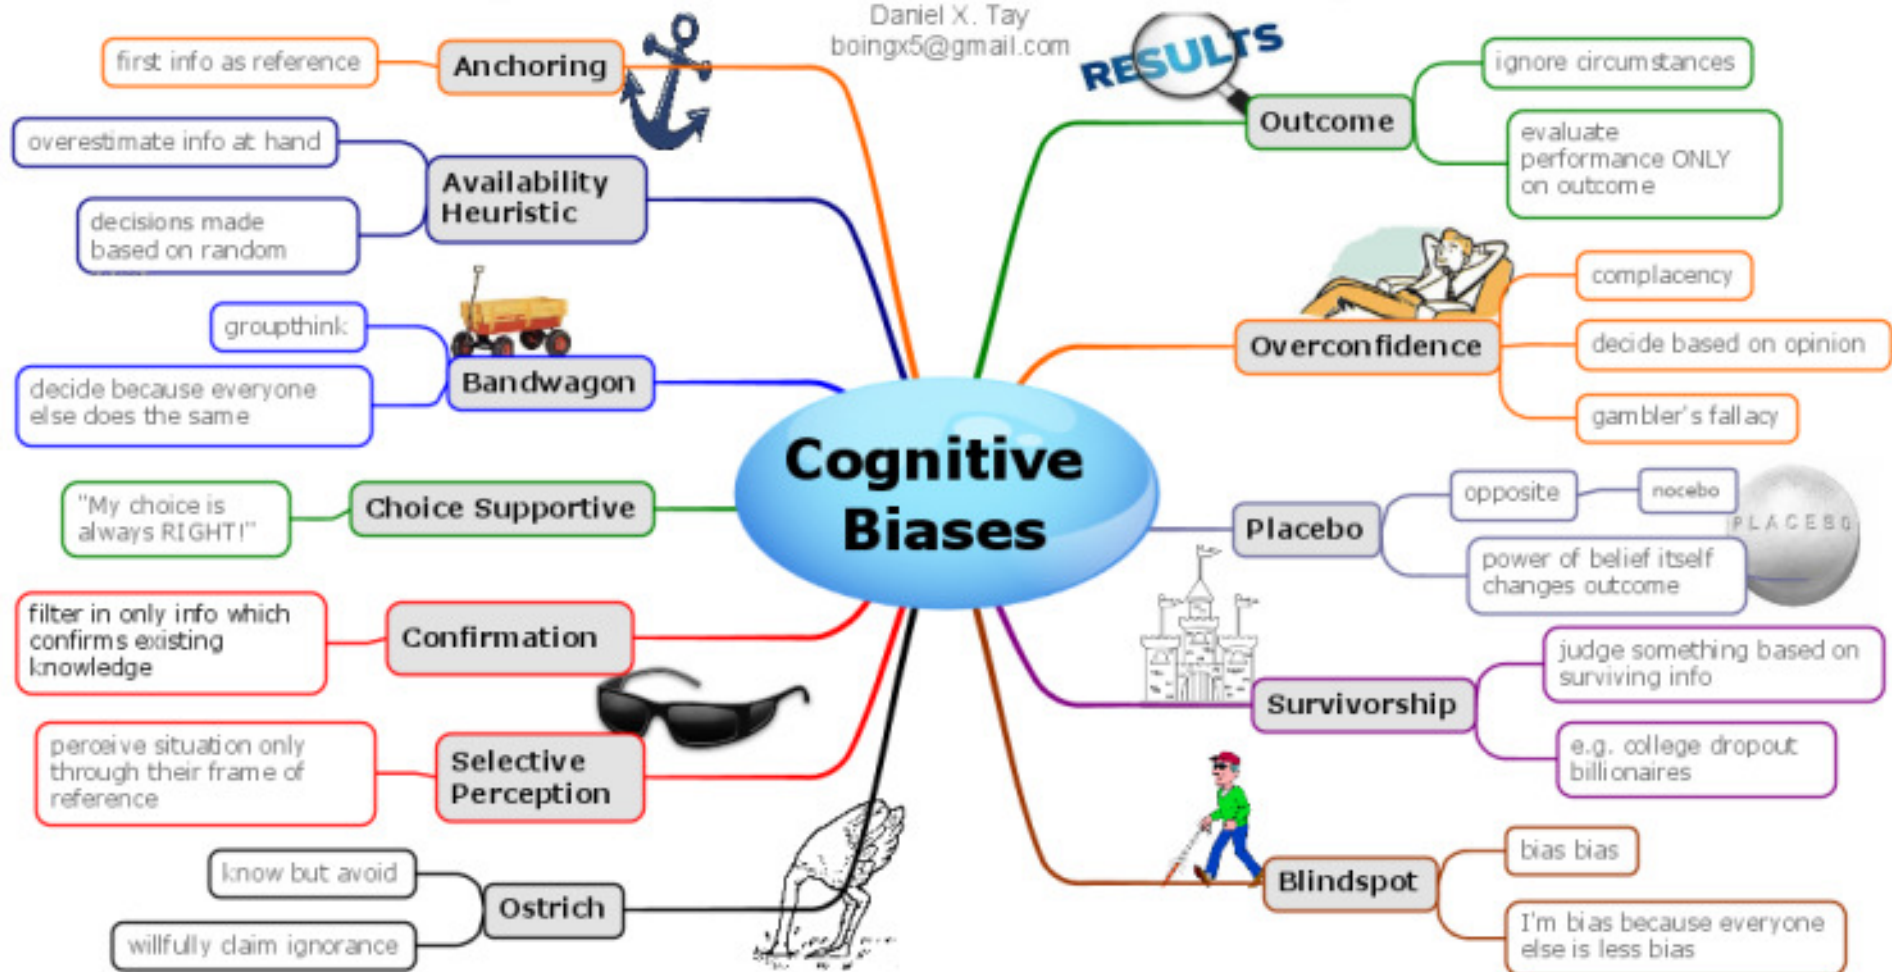 Daniel X. Tay
boingx5@gmail.com
Cognitive
Biases
Anchoring
first info as reference
Availability
Heuristic
overestimate info at hand
decisions made
based on random
Bandwagon
groupthink
decide because everyone
else does the same
Choice Supportive
"My choice is
always RIGHT!"
Confirmation
filter in only info which
confirms existing
knowledge
Selective
Perception
perceive situation only
through their frame of
reference
Ostrich
know but avoid
willfully claim ignorance
RESULTS
Outcome
ignore circumstances
evaluate
performance ONLY
on outcome
Overconfidence
complacency
decide based on opinion
gambler's fallacy
Placebo
opposite
nocebo
PLACEBO
power of belief itself
changes outcome
Survivorship
judge something based on
surviving info
e.g. college dropout
billionaires
Blindspot
bias bias
I'm bias because everyone
else is less bias